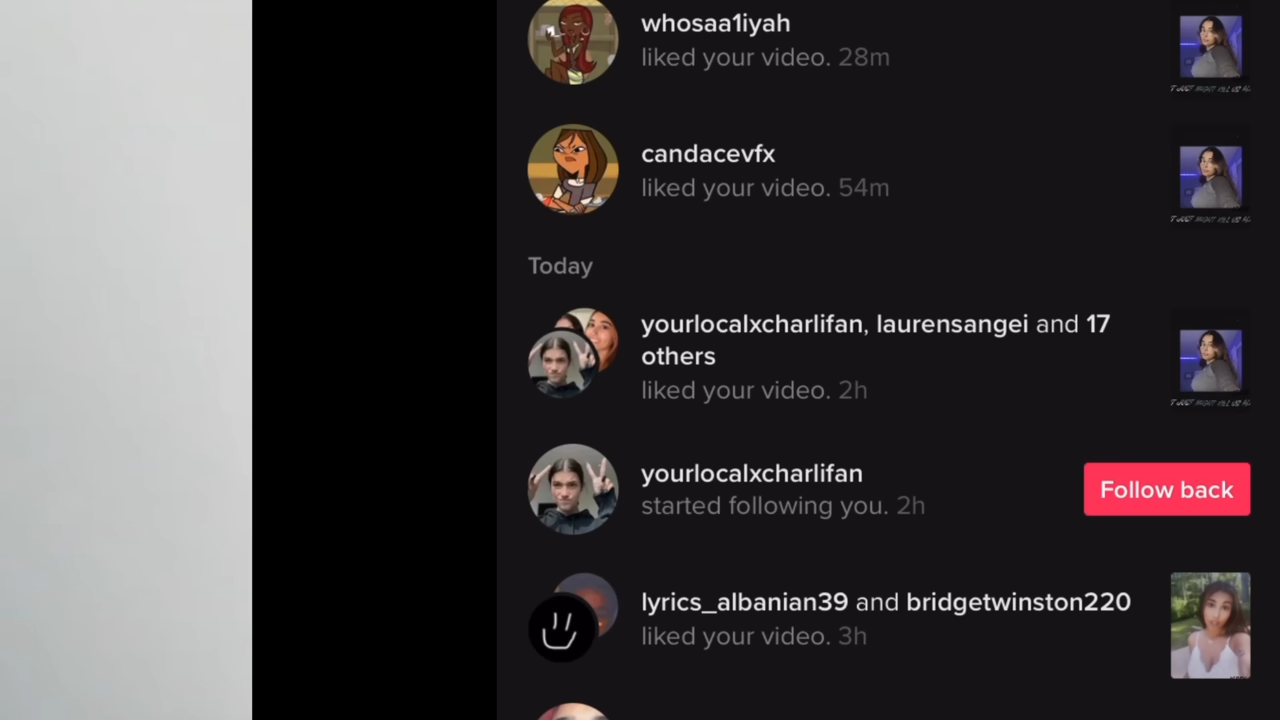 whosaa1iyah
liked your video. 28m
candacevfx
liked your video. 54m
Today
yourlocalxcharlifan, laurensangei and 17
others
liked your video. 2h
yourlocalxcharlifan
started following you. 2h
Follow back
lyrics_albanian39 and bridgetwinston220
liked your video. 3h